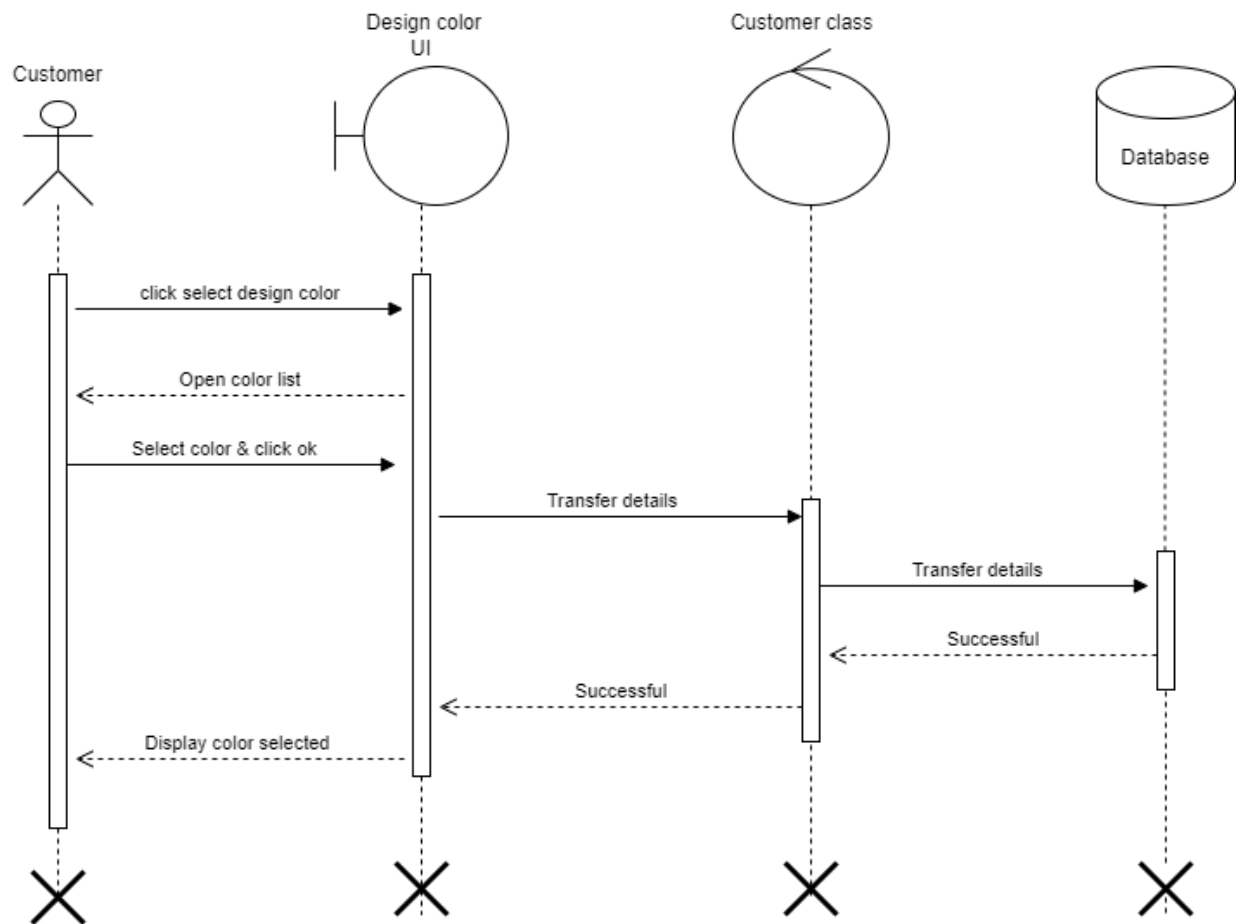 Design color
UI
Customer class
Customer
Database
click select design color
Open color list
Select color & click ok
Transfer details
Transfer details
Successful
Successful
Display color selected